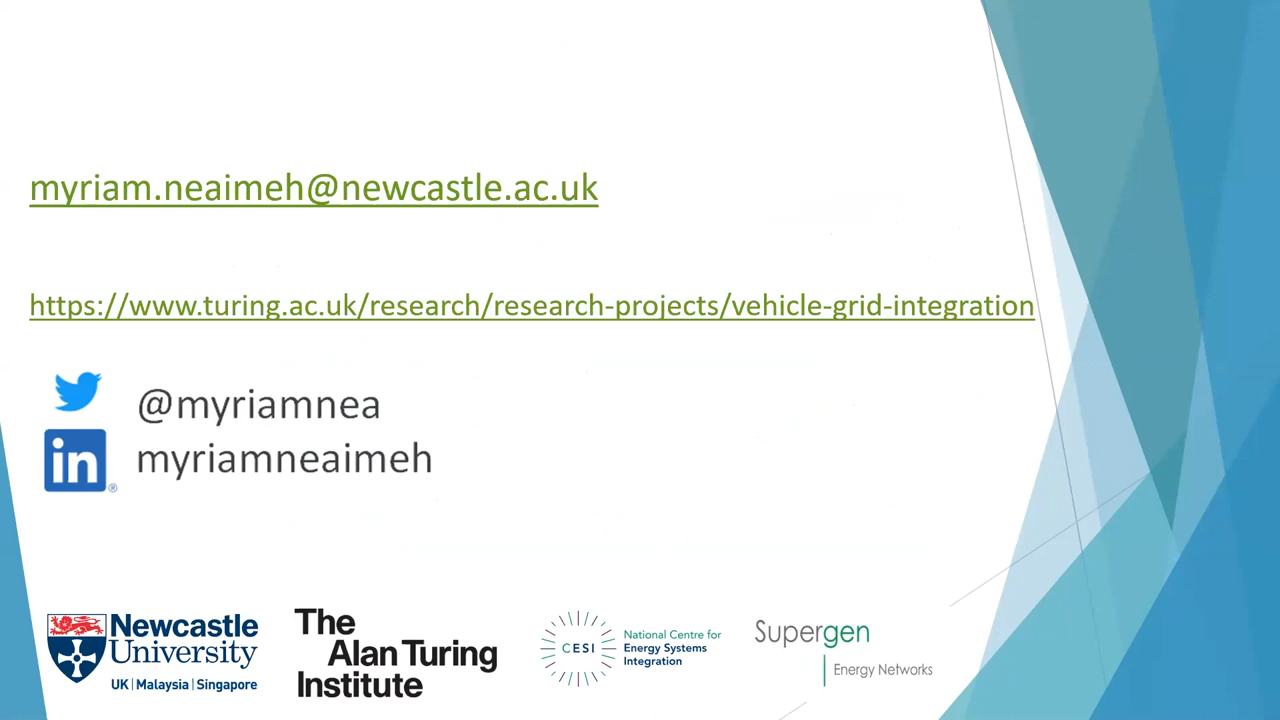 myriam.neaimeh@newcastle.ac.uk
https://www.turing.ac.uk/research/research-projects/vehicle-grid-integration
@myriamnea
in®
myriamneaimeh
Newcastle
University
UK | Malaysia | Singapore
The
Alan Turing
Institute
CESI
National Centre for
Energy Systems
Integration
Supergen
Energy Networks